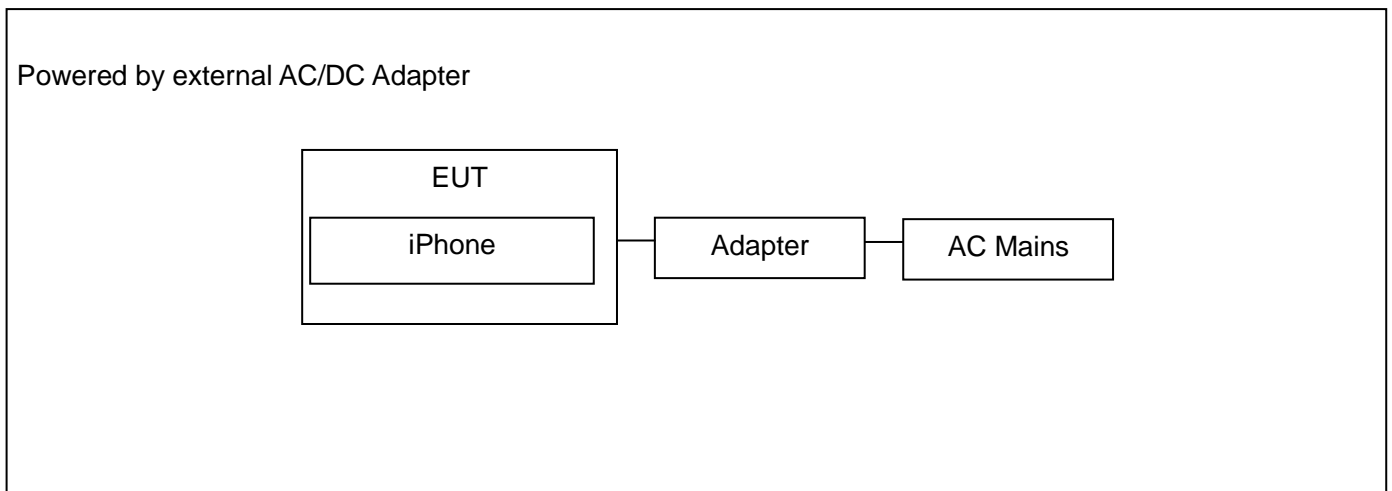 Powered by external AC/DC Adapter
EUT
iPhone
Adapter
AC Mains